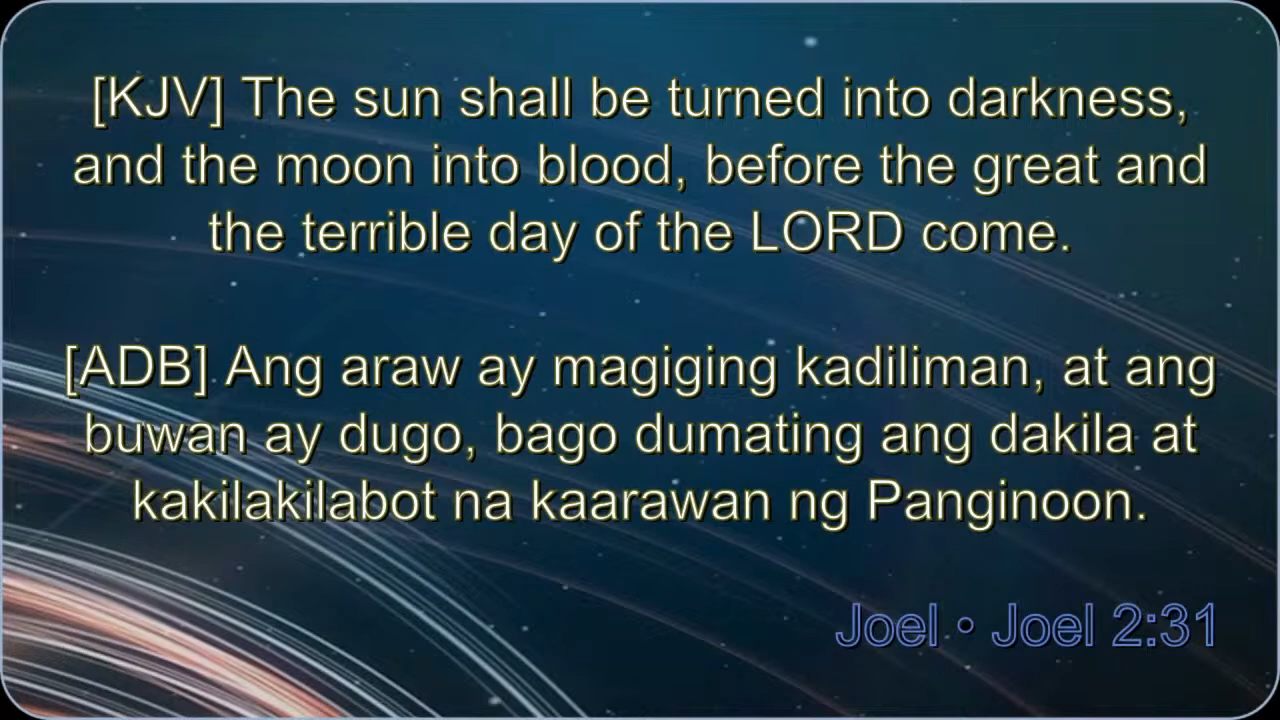 [KJV] The sun shall be turned into darkness,
and the moon into blood, before the great and
the terrible day of the LORD come.
[ADB] Ang araw ay magiging kadiliman, at ang
buwan ay dugo, bago dumating ang dakila at
kakilakilabot na kaarawan ng Panginoon.
Joel • Joel 2:31